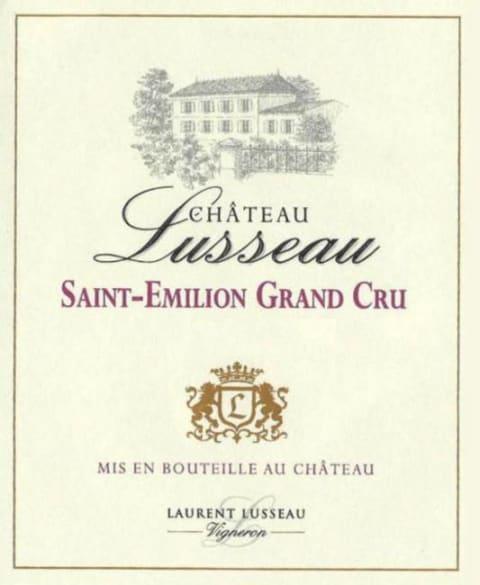 CHÂTEAU
Lusseau
SAINT-EMILION GRAND CRU
L
MIS EN BOUTEILLE AU CHÂTEAU
LAURENT LUSSEAU
Vigneron